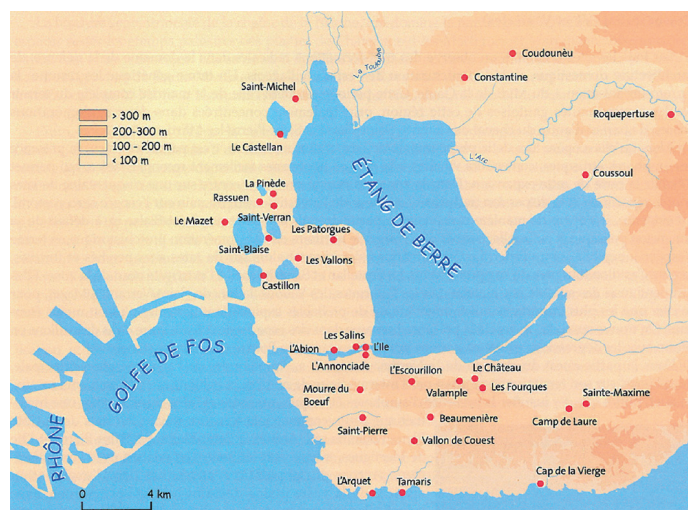 Coudounèu
La Touloubre
Constantine
Saint-Michel
> 300 m
200-300 m
100 - 200 m
< 100 m
Roquepertuse
Le Castellan
L'Arc
Coussoul
La Pinède
Rassuen
ÉTANG DE BERRE
Le Mazet
Saint-Verran
Les Patorgues
Saint-Blaise
Les Vallons
Castillon
Les Salins
L'Abion
L'Ile
L'Annonciade
GOLFE DE FOS
L'Escourillon
Le Château
Valample
Les Fourques
Mourre du
Boeuf
Sainte-Maxime
Beaumenière
Camp de Laure
Saint-Pierre
Vallon de Couest
RHÔNE
Cap de la Vierge
L'Arquet
Tamaris
0
4 km